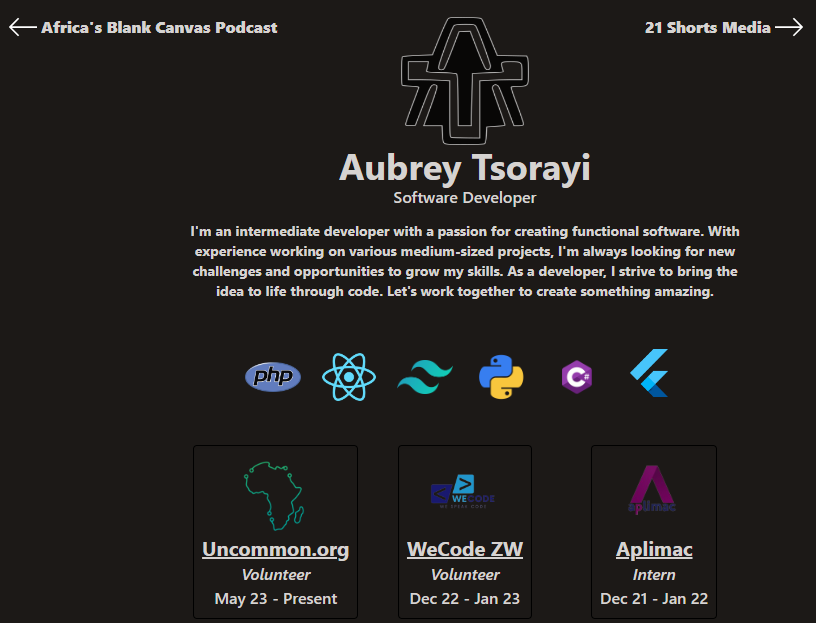 Africa's Blank Canvas Podcast
21 Shorts Media
Aubrey Tsorayi
Software Developer
I'm an intermediate developer with a passion for creating functional software. With
experience working on various medium-sized projects, I'm always looking for new
challenges and opportunities to grow my skills. As a developer, I strive to bring the
idea to life through code. Let's work together to create something amazing.
php
C#
WECODE
WE SPEAK CODE
aplimac
Uncommon.org
WeCode ZW
Aplimac
Volunteer
Volunteer
Intern
May 23 - Present
Dec 22 - Jan 23
Dec 21 - Jan 22